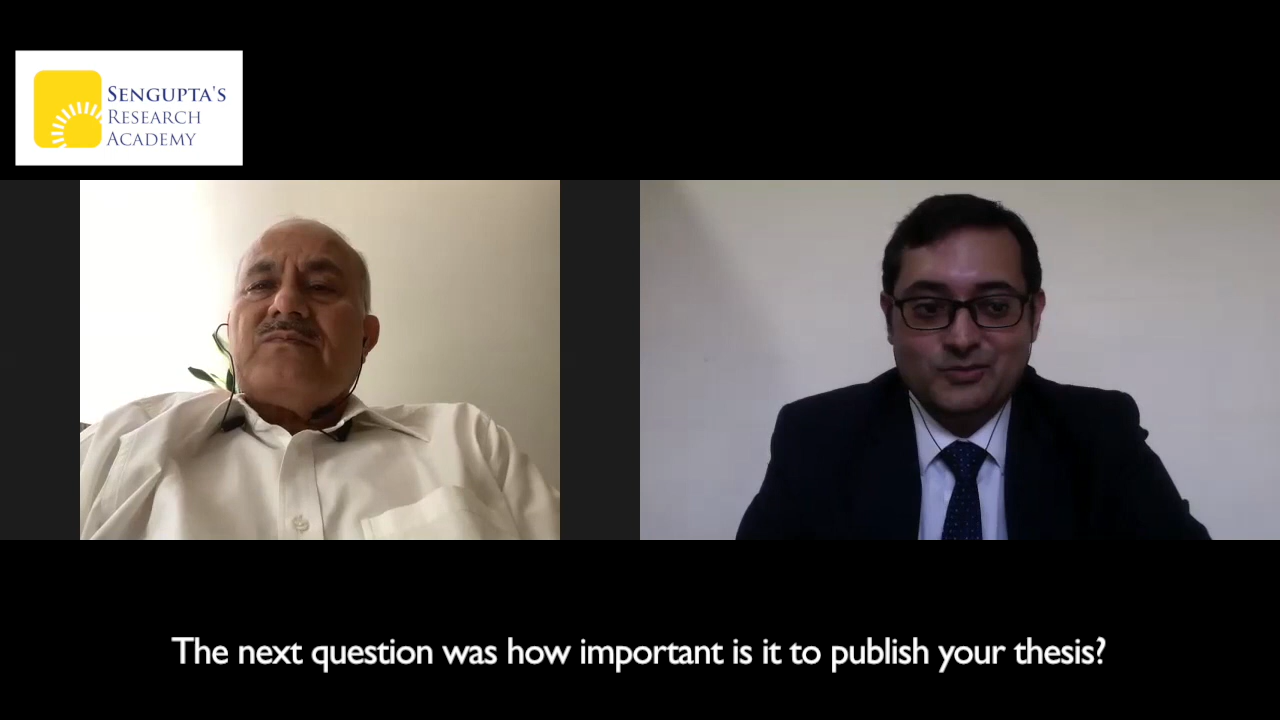 SENGUPTA'S
RESEARCH
ACADEMY
The next question was how important is it to publish your thesis?